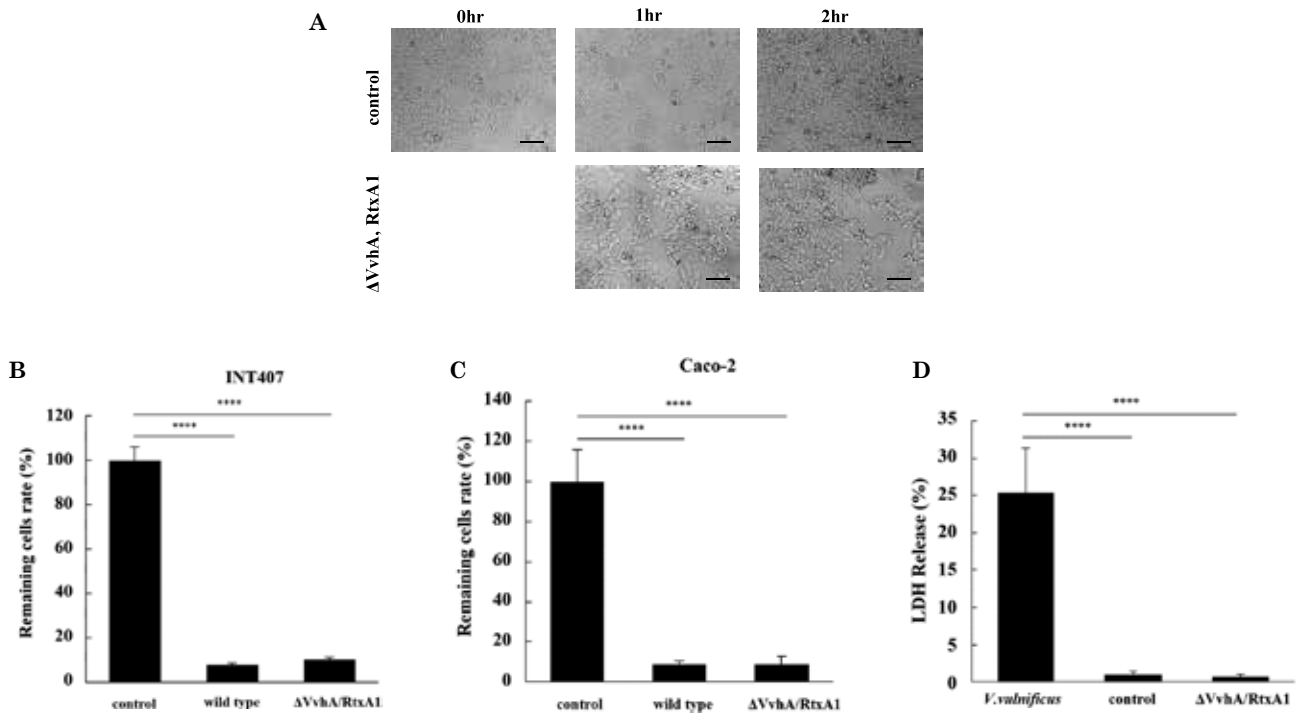 A
0hr 1hr 2hr
control
ΔVvhA, RtxA1
B
INT407
Remaining cells rate (%)
120
100
80
60
40
20
0
****
****
control wild type ΔVvhA/RtxA1
C
Caco-2
Remaining cells rate (%)
140
120
100
80
60
40
20
0
****
****
control wild type ΔVvhA/RtxA1
D
LDH Release (%)
35
30
25
20
15
10
5
0
****
****
V.vulnificus control ΔVvhA/RtxA1